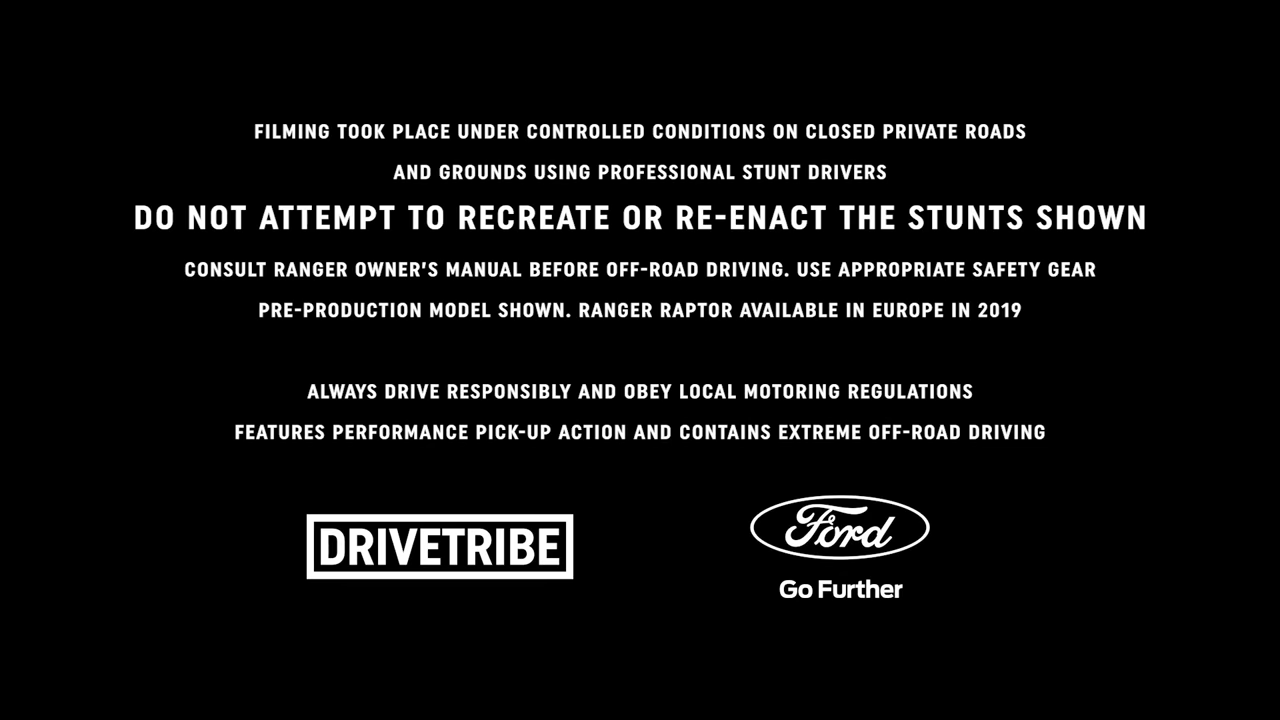 FILMING TOOK PLACE UNDER CONTROLLED CONDITIONS ON CLOSED PRIVATE ROADS
AND GROUNDS USING PROFESSIONAL STUNT DRIVERS
DO NOT ATTEMPT TO RECREATE OR RE-ENACT THE STUNTS SHOWN
CONSULT RANGER OWNER'S MANUAL BEFORE OFF-ROAD DRIVING. USE APPROPRIATE SAFETY GEAR
PRE-PRODUCTION MODEL SHOWN. RANGER RAPTOR AVAILABLE IN EUROPE IN 2019
ALWAYS DRIVE RESPONSIBLY AND OBEY LOCAL MOTORING REGULATIONS
FEATURES PERFORMANCE PICK-UP ACTION AND CONTAINS EXTREME OFF-ROAD DRIVING
DRIVETRIBE
Ford
Go Further